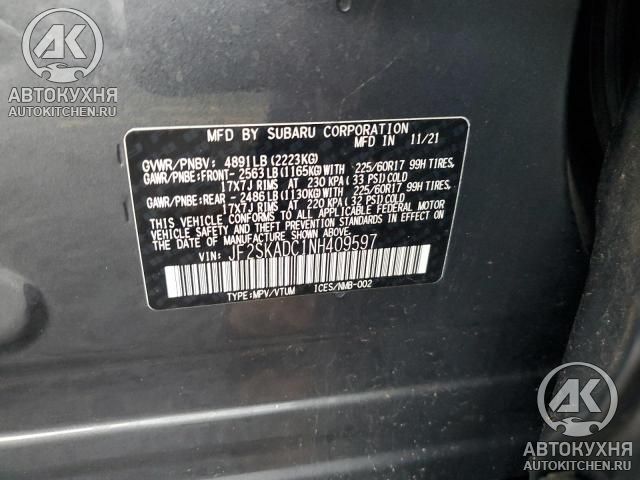 AK
АВТОКУХНЯ
AUTOKITCHEN.RU
MFD BY SUBARU CORPORATION
MFD IN 11/21
GVWR/PNBV: 4891LB(2223KG)
GAWR/PNBE:FRONT- 2563LB(1165KG)WITH 225/60R17 99H TIRES,
17X7J RIMS AT 230 KPA(33 PSI)COLD
GAWR/PNBE:REAR - 2486LB(1130KG)WITH 225/60R17 99H TIRES,
17X7J RIMS AT 220 KPA(32 PSI)COLD
THIS VEHICLE CONFORMS TO ALL APPLICABLE FEDERAL MOTOR
VEHICLE SAFETY AND THEFT PREVENTION STANDARDS IN EFFECT ON
THE DATE OF MANUFACTURE SHOWN ABOVE.
VIN: JF2SKADC1NH409597
TYPE:MPV/VTUM ICES/NMB-002
AK
АВТОКУХНЯ
AUTOKITCHEN.RU